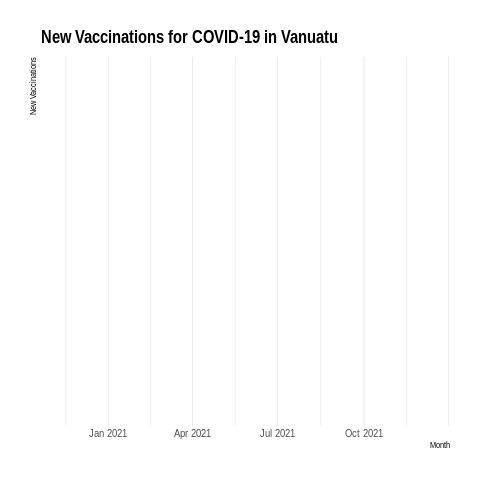 New Vaccinations for COVID-19 in Vanuatu
New Vaccinations
Jan 2021 Apr 2021 Jul 2021 Oct 2021
Month